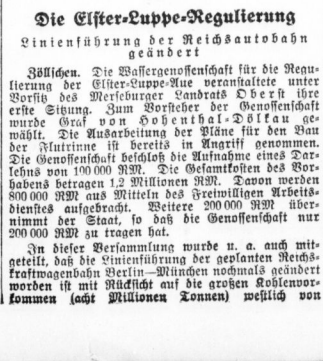 Die Elster-Luppe-Regulierung
Linienführung der Reichsautobahn
geändert
Zöllschen. Die Wassergenossenschaft für die Regu-
lierung der Elster-Luppe-Aue veranstaltete unter
Vorsitz des Merseburger Landrats Oberst ihre
erste Sitzung. Zum Vorsteher der Genossenschaft
wurde Graf von Hohenthal-Dölkau ge-
wählt. Die Ausarbeitung der Pläne für den Bau
der Flutrinne ist bereits in Angriff genommen.
Die Genossenschaft beschloß die Aufnahme eines Dar-
lehns von 100 000 RM. Die Gesamtkosten des Vor-
habens betragen 1,2 Millionen RM. Davon werden
800 000 RM aus Mitteln des Freiwilligen Arbeits-
dienstes aufgebracht. Weitere 200 000 RM über-
nimmt der Staat, so daß die Genossenschaft nur
200 000 RM zu tragen hat.
In dieser Versammlung wurde u. a. auch mit-
geteilt, daß die Linienführung der geplanten Reichs-
kraftwagenbahn Berlin—München nochmals geändert
worden ist mit Rücksicht auf die großen Kohlenvor-
kommen (acht Millionen Tonnen) westlich von